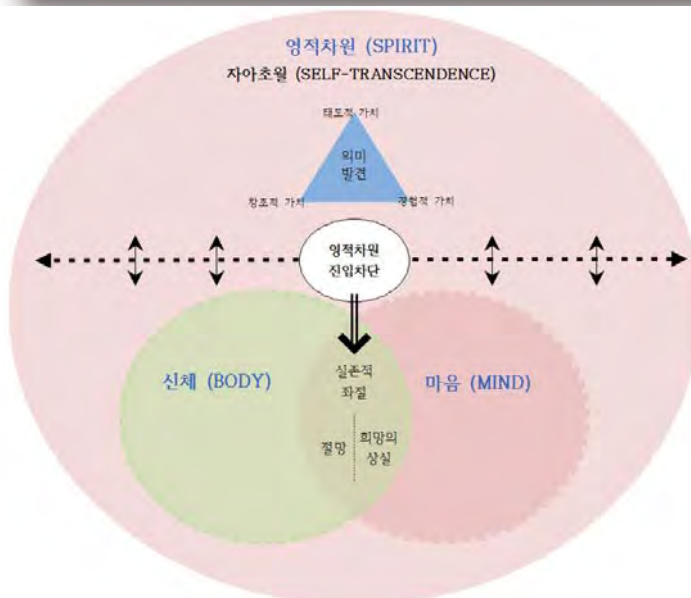 영적차원 (SPIRIT)
자아초월 (SELF-TRANSCENDENCE)
태도적 가치
의미
발견
창조적 가치
경험적 가치
영적차원
진입차단
신체 (BODY)
마음 (MIND)
실존적
좌절
절망
희망의
상실